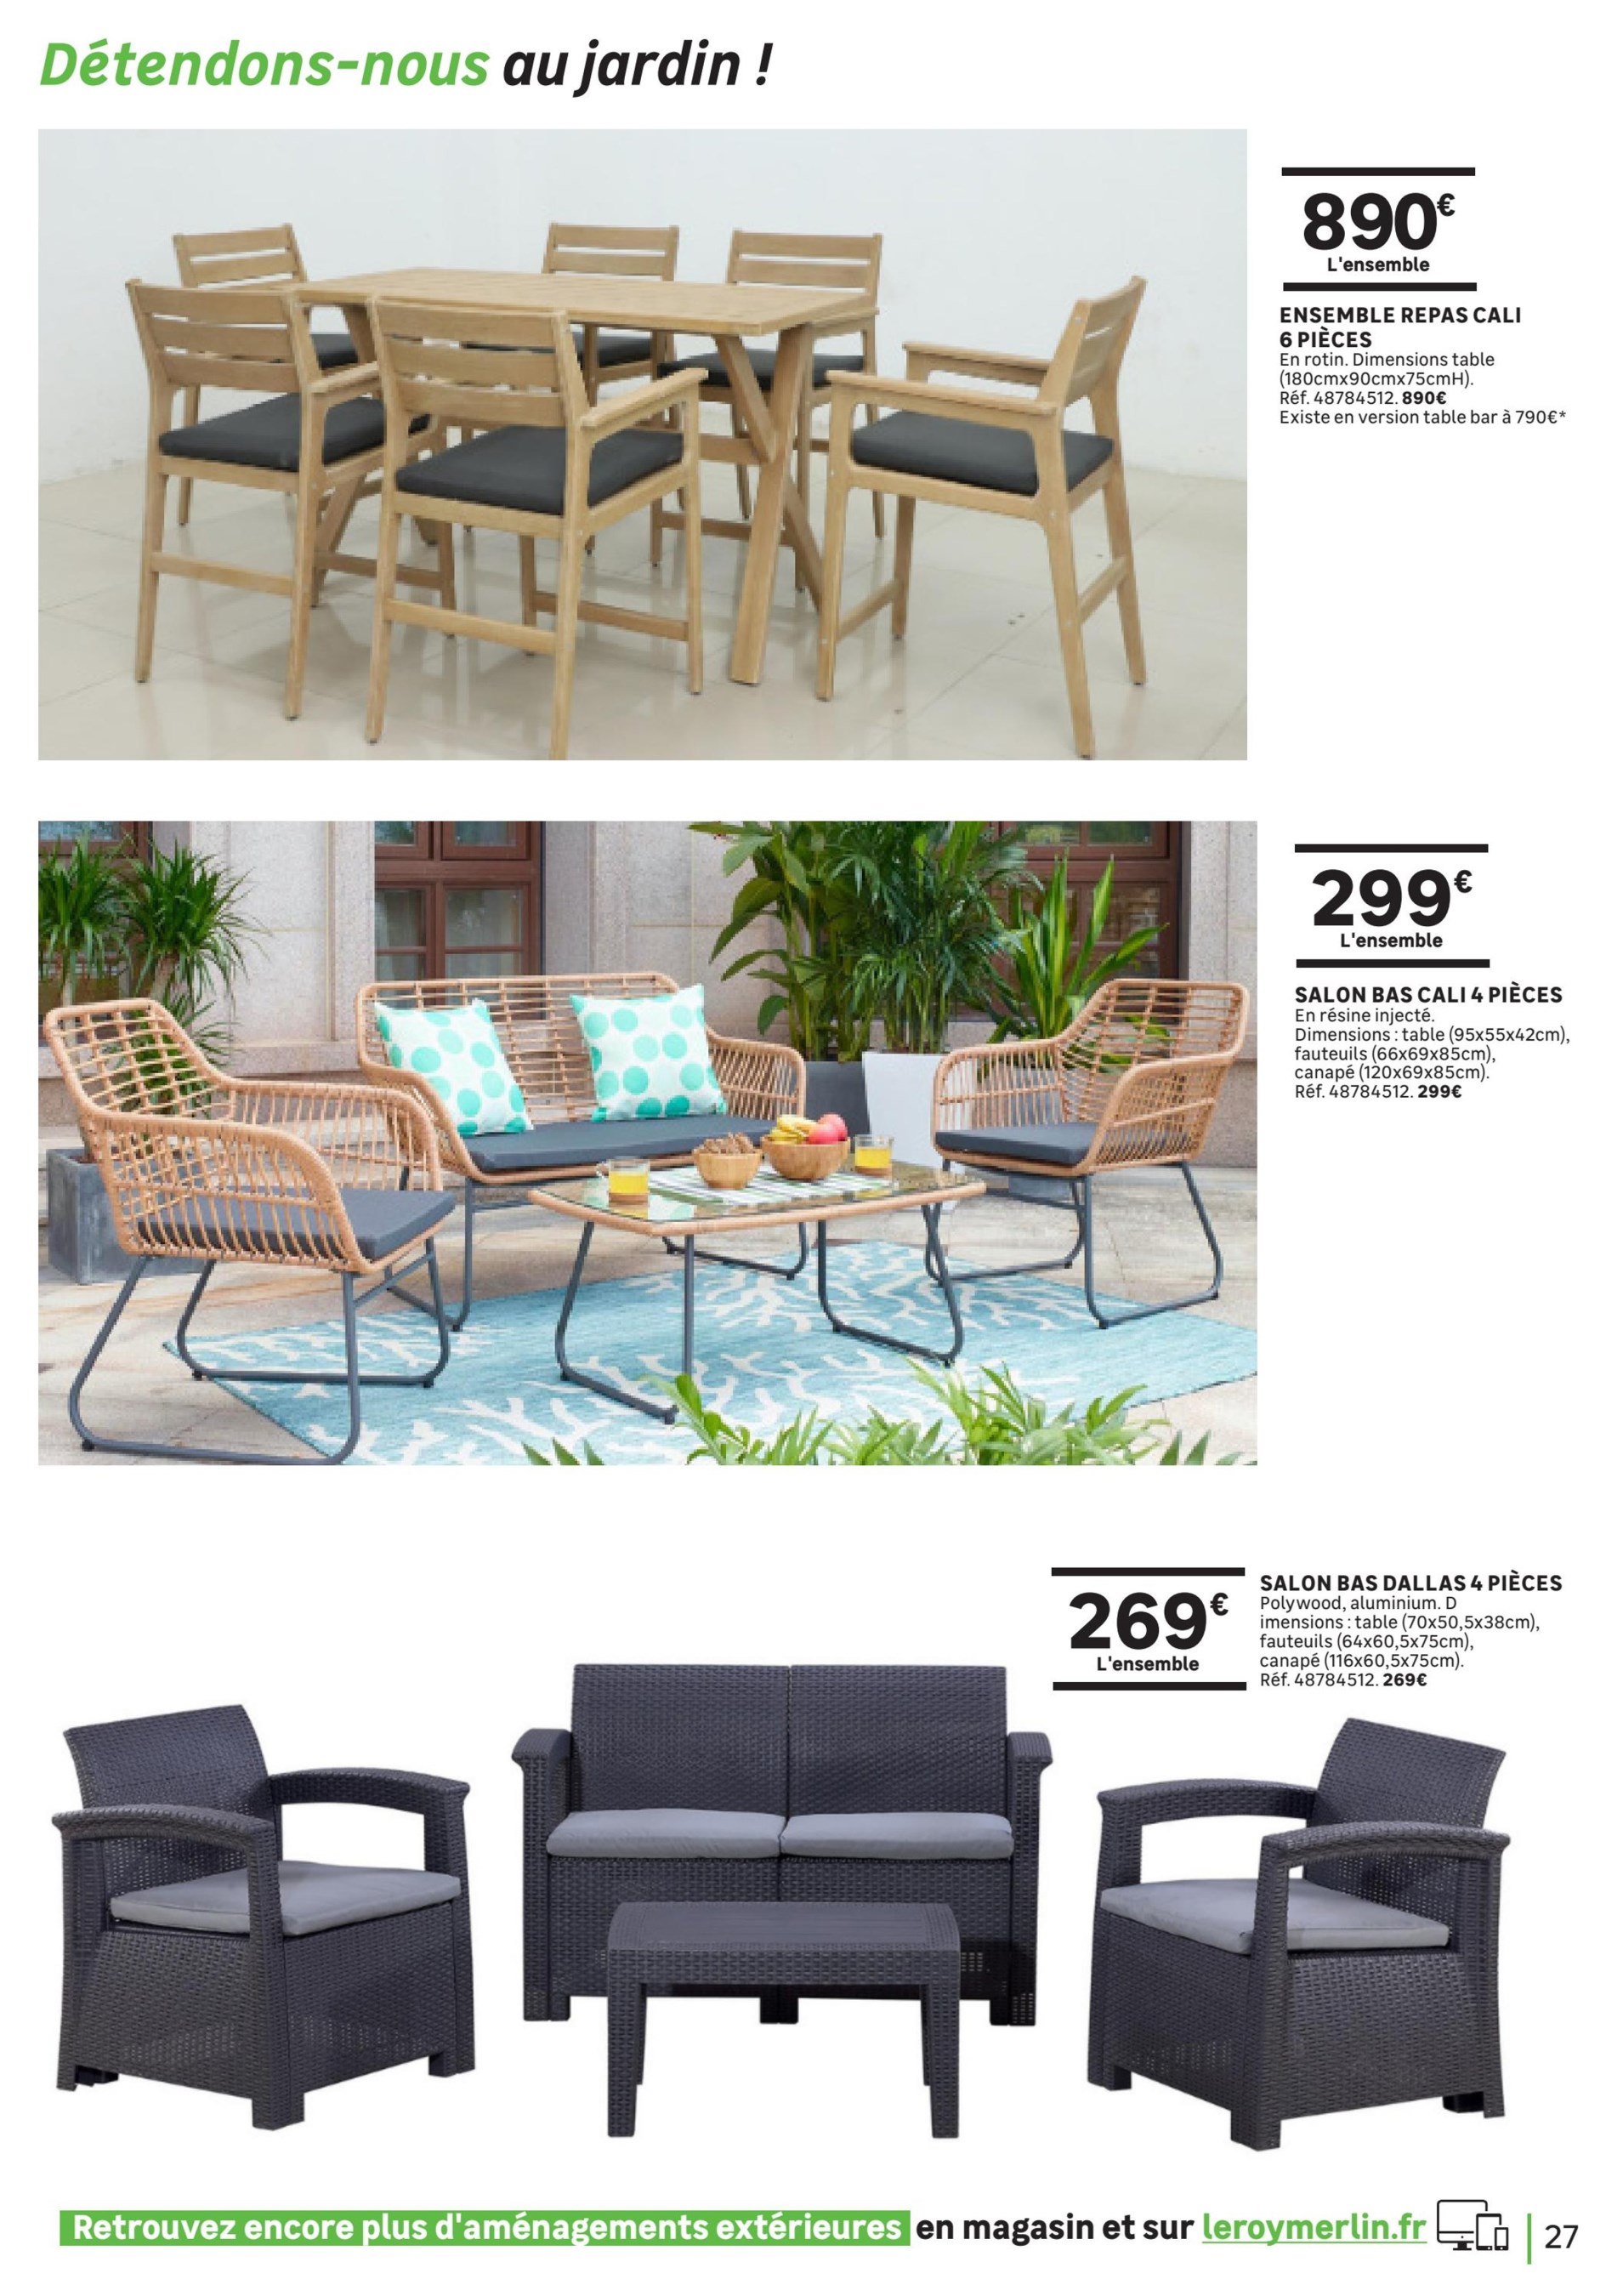 Détendons-nous au jardin !
890€
L'ensemble
ENSEMBLE REPAS CALI
6 PIÈCES
En rotin. Dimensions table
(180cmx90cmx75cmH).
Réf. 48784512. 890€
Existe en version table bar à 790€*
299€
L'ensemble
SALON BAS CALI 4 PIÈCES
En résine injecté.
Dimensions : table (95x55x42cm),
fauteuils (66x69x85cm),
canapé (120x69x85cm).
Réf. 48784512. 299€
269€
L'ensemble
SALON BAS DALLAS 4 PIÈCES
Polywood, aluminium. D
imensions : table (70x50,5x38cm),
fauteuils (64x60,5x75cm),
canapé (116x60,5x75cm).
Réf. 48784512. 269€
Retrouvez encore plus d'aménagements extérieures en magasin et sur leroymerlin.fr
27